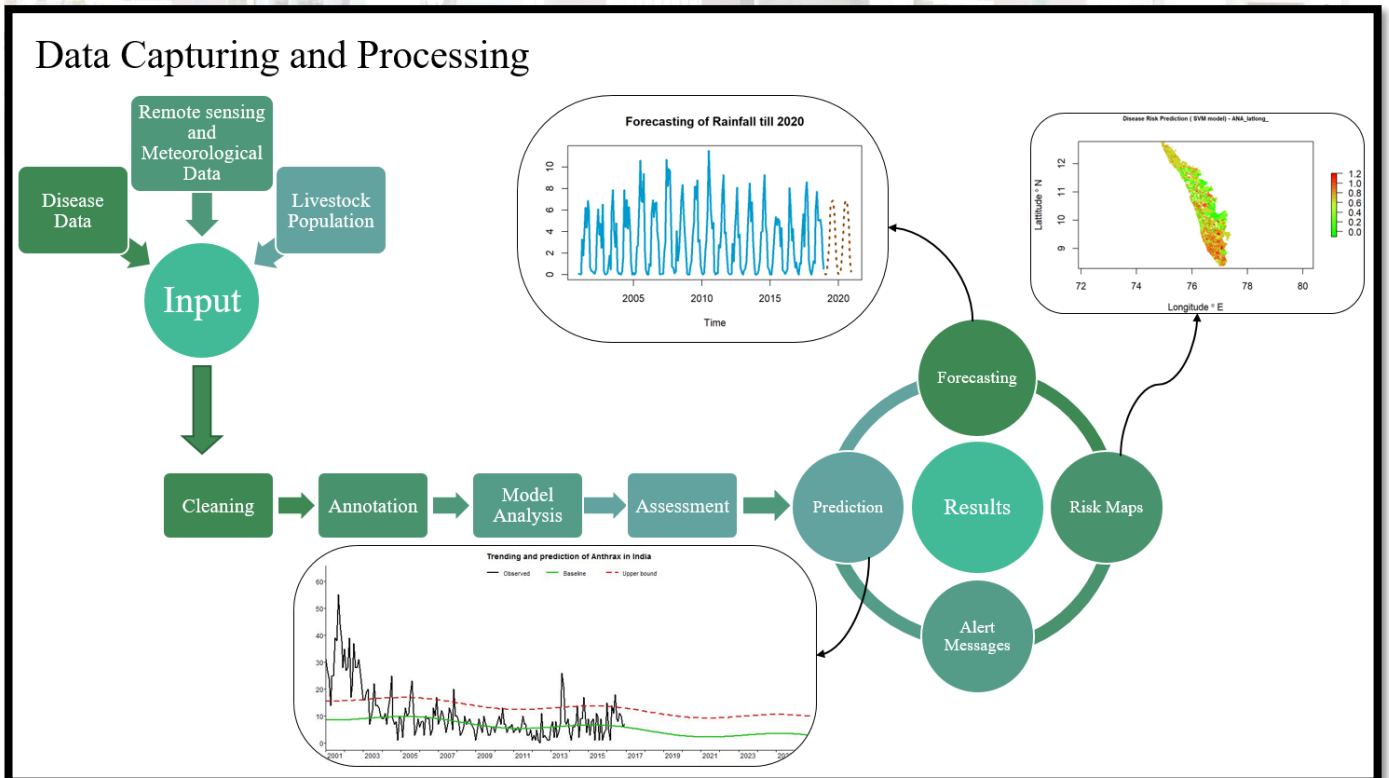 Data Capturing and Processing
Remote sensing
and
Meteorological
Data
Disease
Data
Livestock
Population
Input
Forecasting of Rainfall till 2020
10
8
6
4
2
0
2005
2010
2015
2020
Time
Disease Risk Prediction ( SVM model) - ANA_latlong_
Lattitude ° N
12
11
10
9
72
74
76
78
80
Longitude ° E
1.2
1.0
0.8
0.6
0.4
0.2
0.0
Cleaning
Annotation
Model
Analysis
Assessment
Prediction
Forecasting
Results
Risk Maps
Alert
Messages
Trending and prediction of Anthrax in India
Observed
Baseline
Upper bound
60
50
40
30
20
10
0
2001
2003
2005
2007
2009
2011
2013
2015
2017
2019
2021
2023